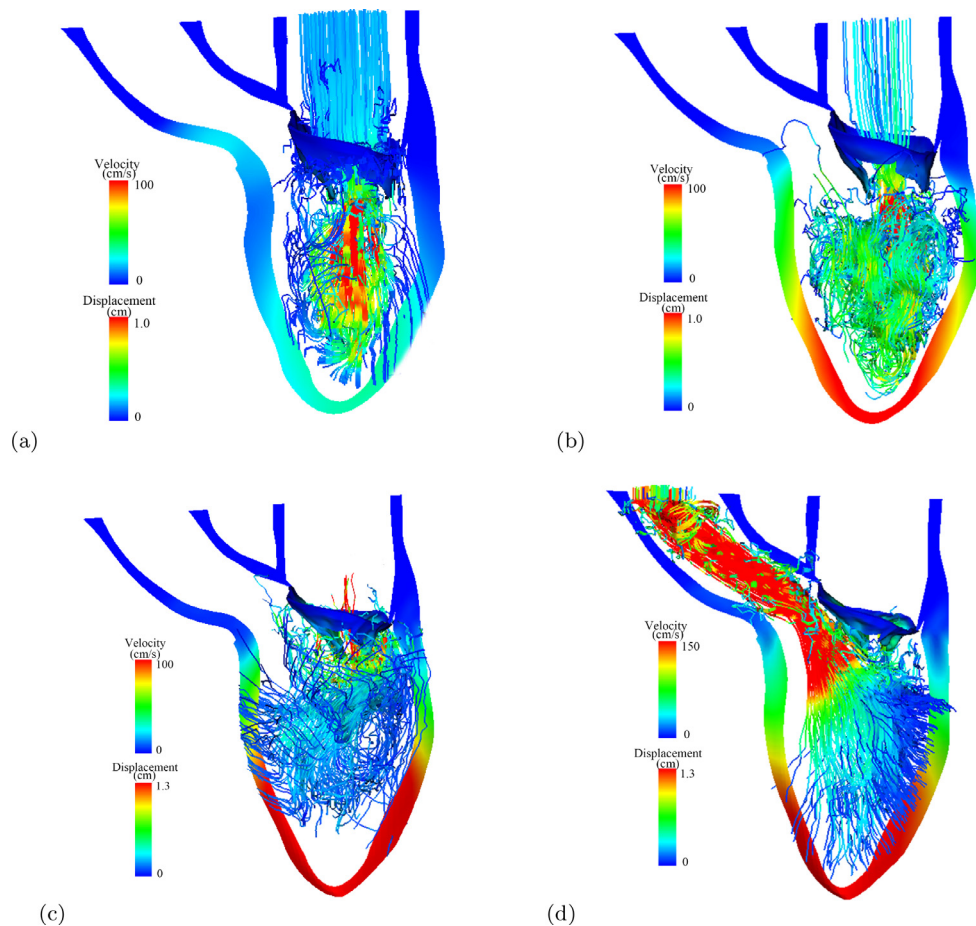 Velocity
(cm/s)
100
0
Displacement
(cm)
1.0
0
(a)
Velocity
(cm/s)
100
0
Displacement
(cm)
1.0
0
(b)
Velocity
(cm/s)
100
0
Displacement
(cm)
1.3
0
(c)
Velocity
(cm/s)
150
0
Displacement
(cm)
1.3
0
(d)